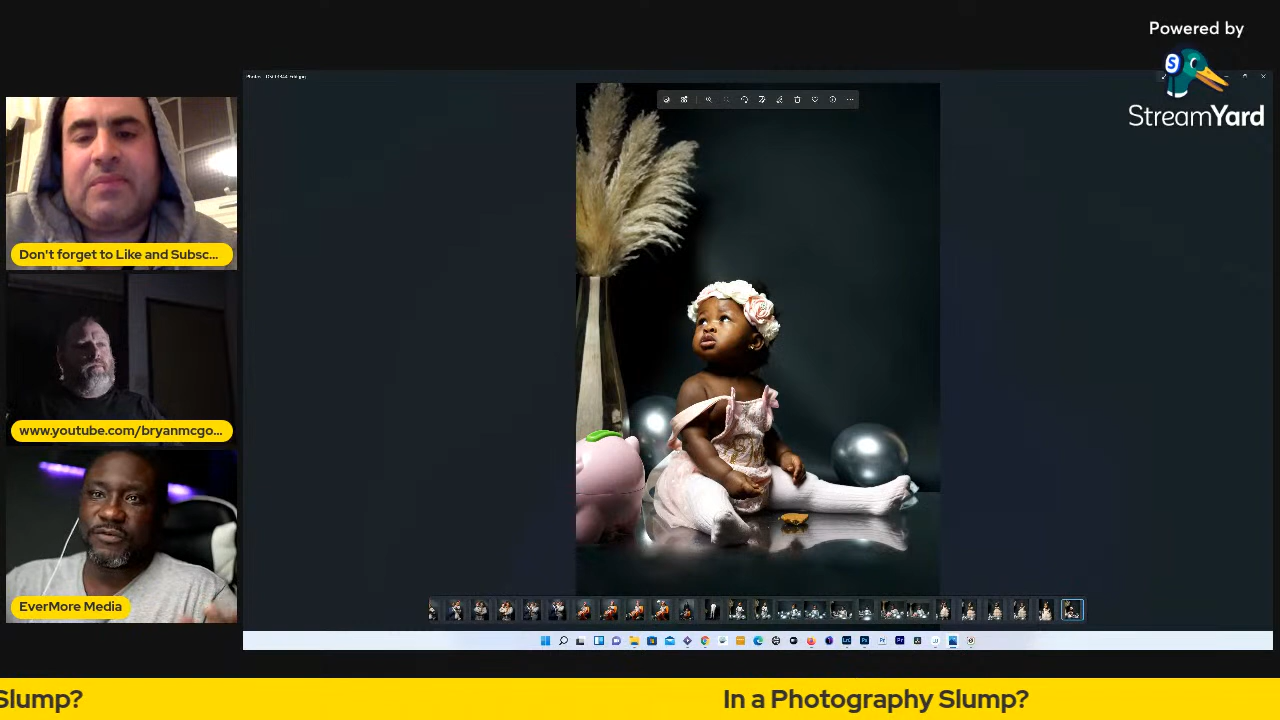 Powered by
StreamYard
Don't forget to Like and Subsc...
www.youtube.com/bryanmcgo...
EverMore Media
Slump?
In a Photography Slump?